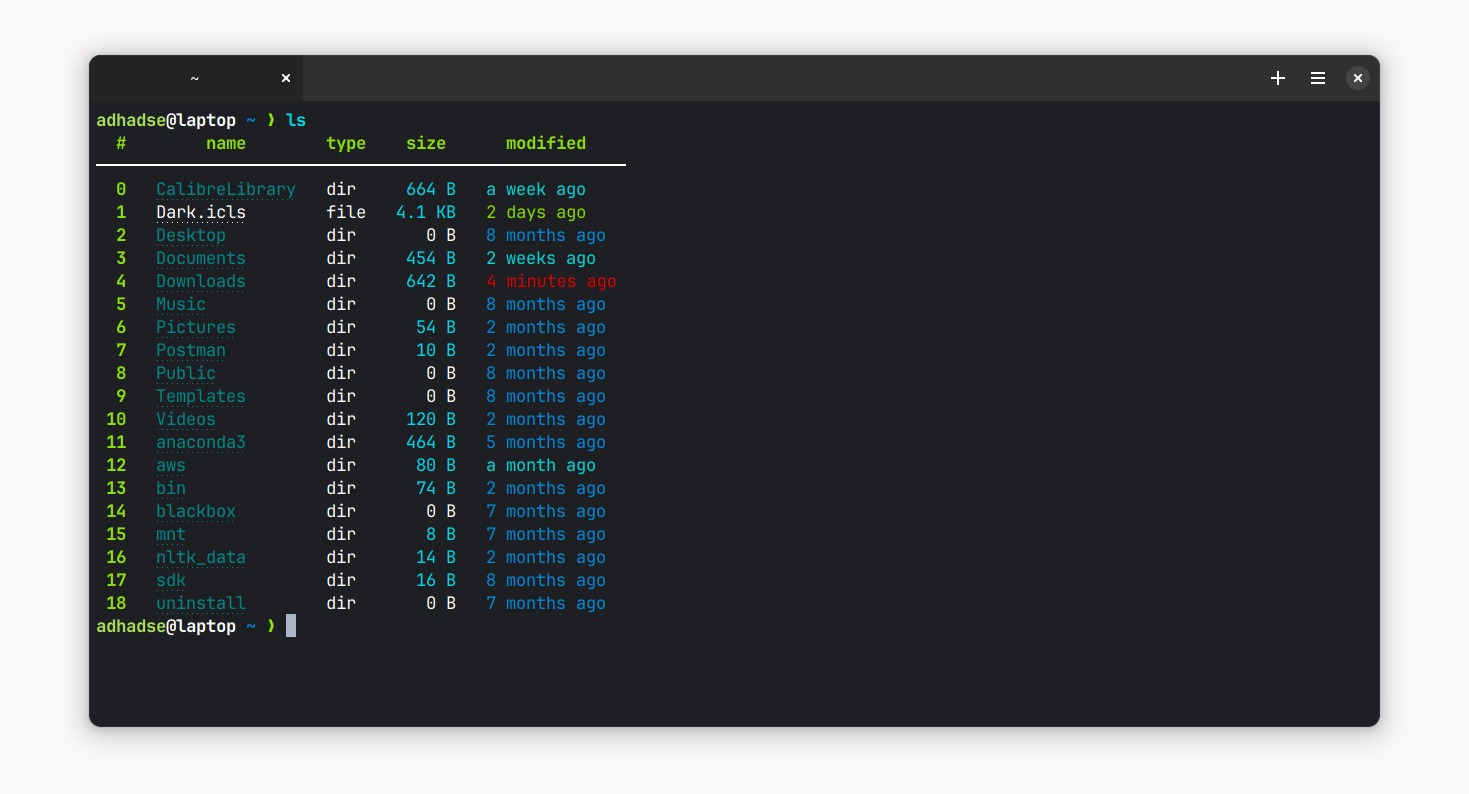 ~
adhadse@laptop ~ ❯ ls
# name type size modified
0 CalibreLibrary dir 664 B a week ago
1 Dark.icls file 4.1 KB 2 days ago
2 Desktop dir 0 B 8 months ago
3 Documents dir 454 B 2 weeks ago
4 Downloads dir 642 B 4 minutes ago
5 Music dir 0 B 8 months ago
6 Pictures dir 54 B 2 months ago
7 Postman dir 10 B 2 months ago
8 Public dir 0 B 8 months ago
9 Templates dir 0 B 8 months ago
10 Videos dir 120 B 2 months ago
11 anaconda3 dir 464 B 5 months ago
12 aws dir 80 B a month ago
13 bin dir 74 B 2 months ago
14 blackbox dir 0 B 7 months ago
15 mnt dir 8 B 7 months ago
16 nltk_data dir 14 B 2 months ago
17 sdk dir 16 B 8 months ago
18 uninstall dir 0 B 7 months ago
adhadse@laptop ~ ❯